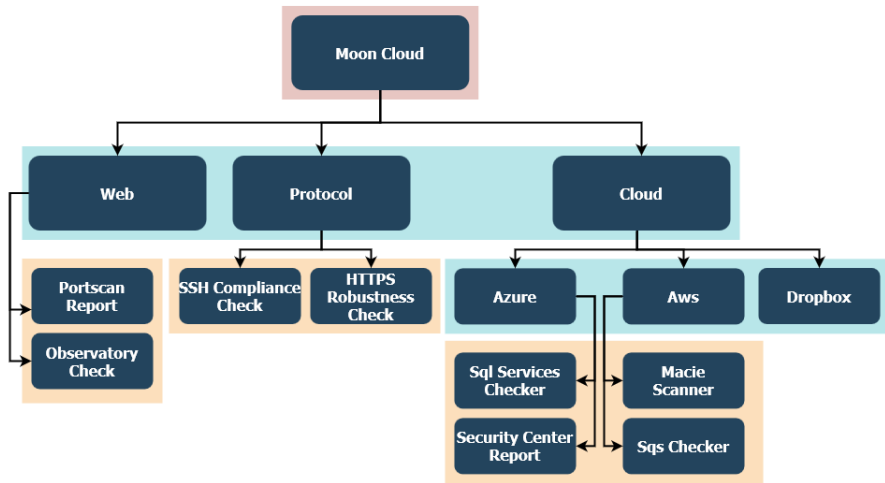 Moon Cloud
Web
Protocol
Cloud
Portscan
Report
Observatory
Check
SSH Compliance
Check
HTTPS
Robustness
Check
Azure
Aws
Dropbox
Sql Services
Checker
Macie
Scanner
Security Center
Report
Sqs Checker